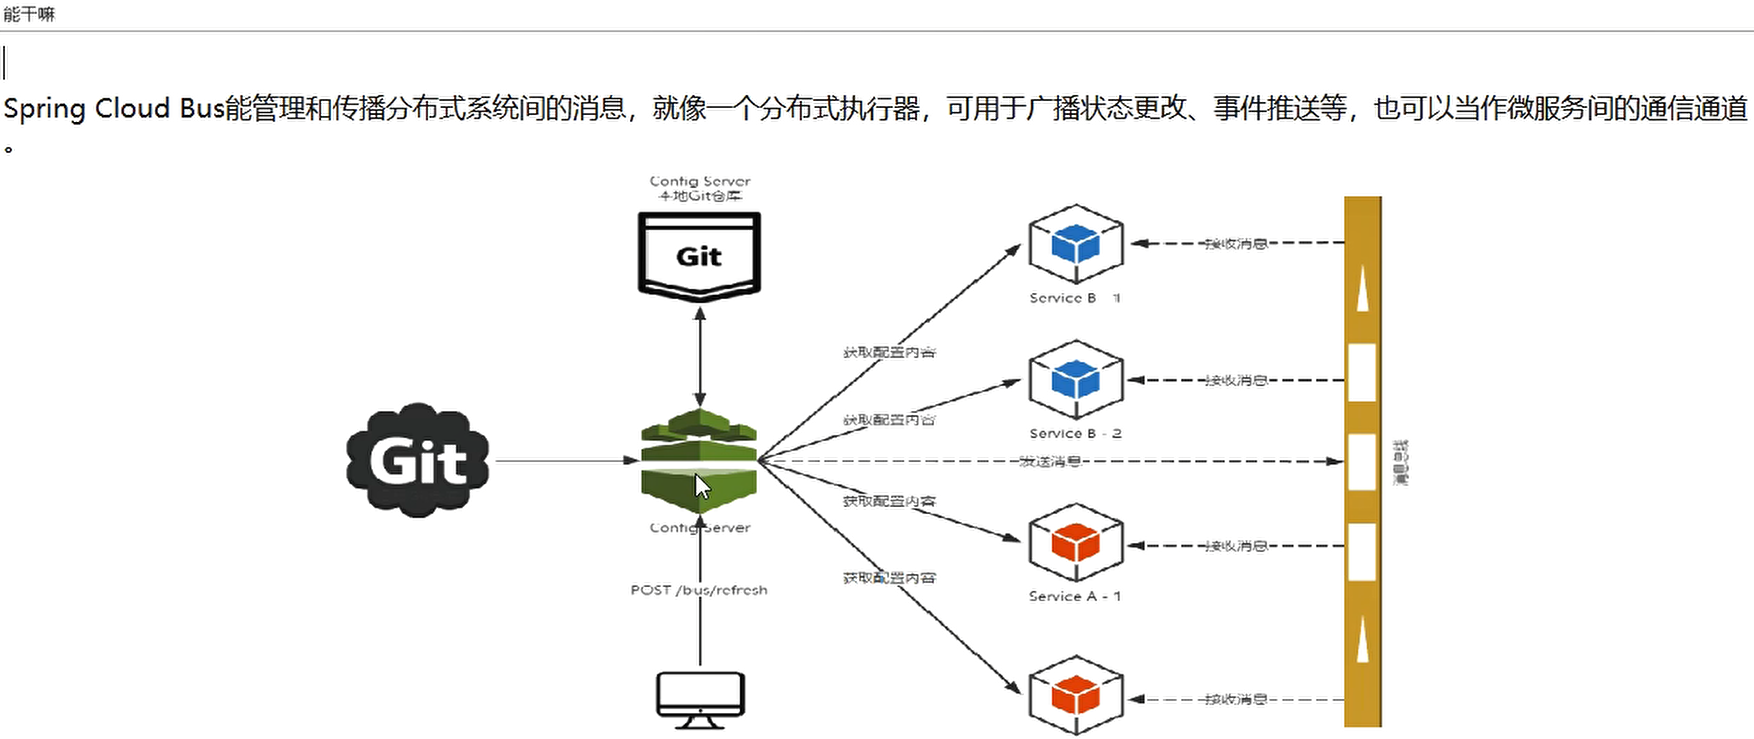 能干嘛
Spring Cloud Bus能管理和传播分布式系统间的消息，就像一个分布式执行器，可用于广播状态更改、事件推送等，也可以当作微服务间的通信通道
。
Config Server
本地Git仓库
Git
接收消息
Service B - 1
获取配置内容
接收消息
获取配置内容
Service B - 2
Git
发送消息
消息总线
获取配置内容
Config Server
接收消息
获取配置内容
POST /bus/refresh
Service A - 1
接收消息